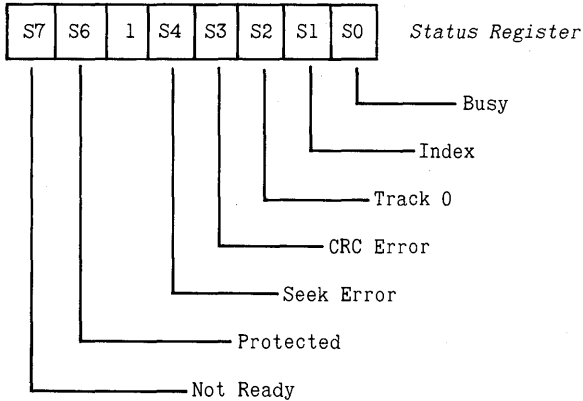 S7 S6 1 S4 S3 S2 S1 S0 Status Register
Busy
Index
Track 0
CRC Error
Seek Error
Protected
Not Ready